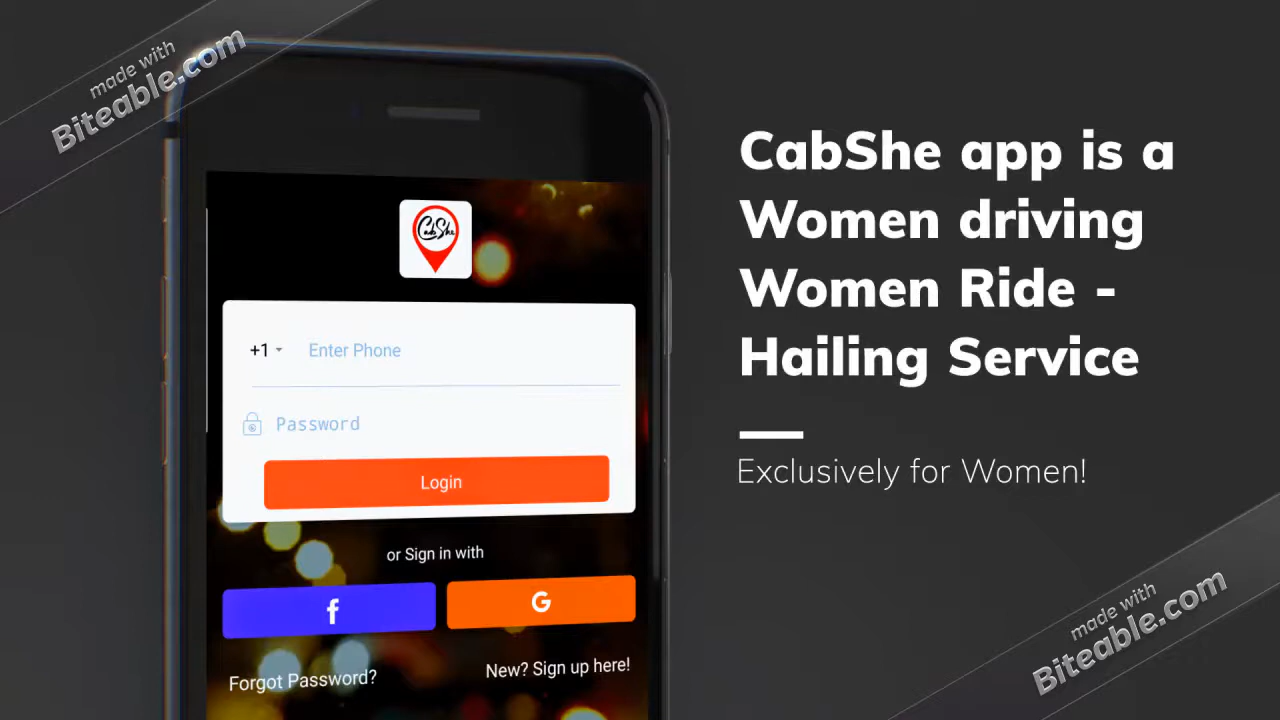 made with
Biteable.com
CabShe
+1
Enter Phone
Password
Login
or Sign in with
f
G
Forgot Password?
New? Sign up here!
CabShe app is a
Women driving
Women Ride -
Hailing Service
Exclusively for Women!
made with
Biteable.com